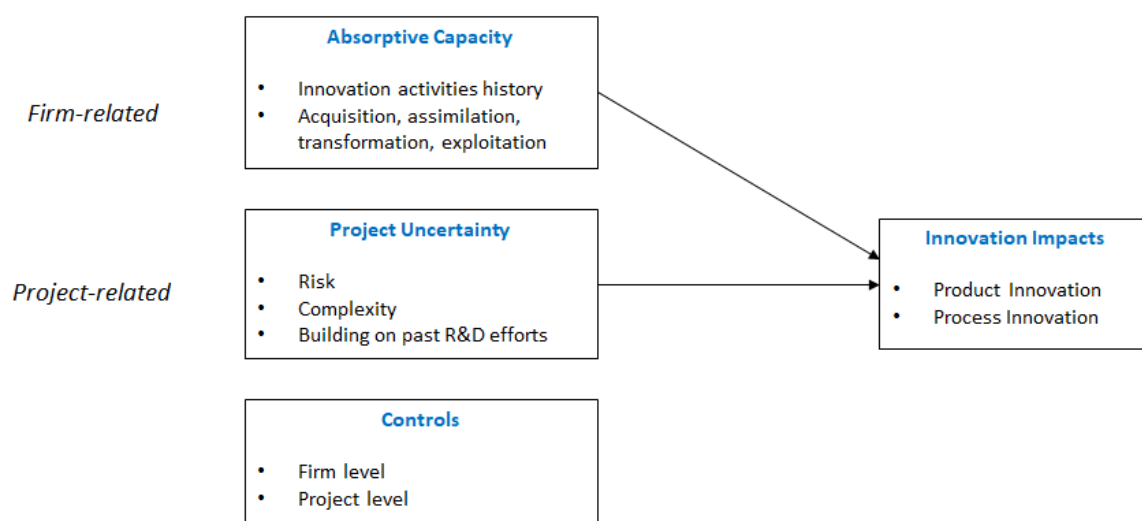 Absorptive Capacity
• Innovation activities history
• Acquisition, assimilation,
transformation, exploitation
Firm-related
Project Uncertainty
• Risk
• Complexity
• Building on past R&D efforts
Project-related
Innovation Impacts
• Product Innovation
• Process Innovation
Controls
• Firm level
• Project level